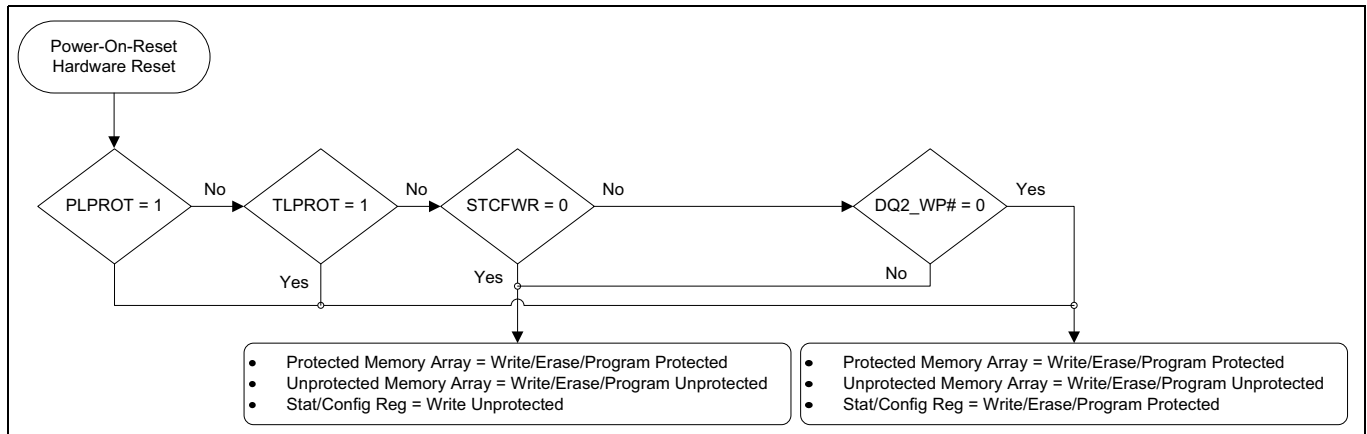 Power-On-Reset
Hardware Reset
PLPROT = 1
No
TLPROT = 1
No
STCFWR = 0
No
DQ2_WP# = 0
Yes
Yes
Yes
No
• Protected Memory Array = Write/Erase/Program Protected
• Unprotected Memory Array = Write/Erase/Program Unprotected
• Stat/Config Reg = Write Unprotected
• Protected Memory Array = Write/Erase/Program Protected
• Unprotected Memory Array = Write/Erase/Program Unprotected
• Stat/Config Reg = Write/Erase/Program Protected